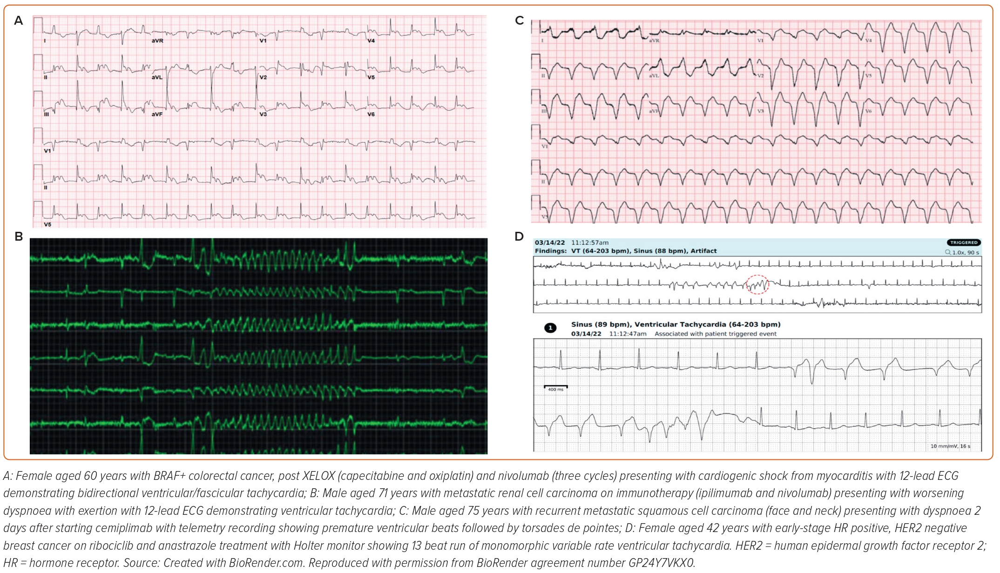 A
I
aVR
V1
V4
II
aVL
V2
V5
III
aVF
V3
V6
V1
II
V5
C
I
aVR
V1
V4
II
aVL
V2
V5
III
aVF
V3
V6
V1
II
V5
B
D
03/14/22 11:12:57am
TRIGGERED
Findings: VT (64-203 bpm), Sinus (88 bpm), Artifact
1.0x, 90 s
1
Sinus (89 bpm), Ventricular Tachycardia (64-203 bpm)
03/14/22 11:12:47am Associated with patient triggered event
400 ms
10 mm/mV, 16 s
A: Female aged 60 years with BRAF+ colorectal cancer, post XELOX (capecitabine and oxiplatin) and nivolumab (three cycles) presenting with cardiogenic shock from myocarditis with 12-lead ECG
demonstrating bidirectional ventricular/fascicular tachycardia; B: Male aged 71 years with metastatic renal cell carcinoma on immunotherapy (ipilimumab and nivolumab) presenting with worsening
dyspnoea with exertion with 12-lead ECG demonstrating ventricular tachycardia; C: Male aged 75 years with recurrent metastatic squamous cell carcinoma (face and neck) presenting with dyspnoea 2
days after starting cemiplimab with telemetry recording showing premature ventricular beats followed by torsades de pointes; D: Female aged 42 years with early-stage HR positive, HER2 negative
breast cancer on ribociclib and anastrazole treatment with Holter monitor showing 13 beat run of monomorphic variable rate ventricular tachycardia. HER2 = human epidermal growth factor receptor 2;
HR = hormone receptor. Source: Created with BioRender.com. Reproduced with permission from BioRender agreement number GP24Y7VKX0.